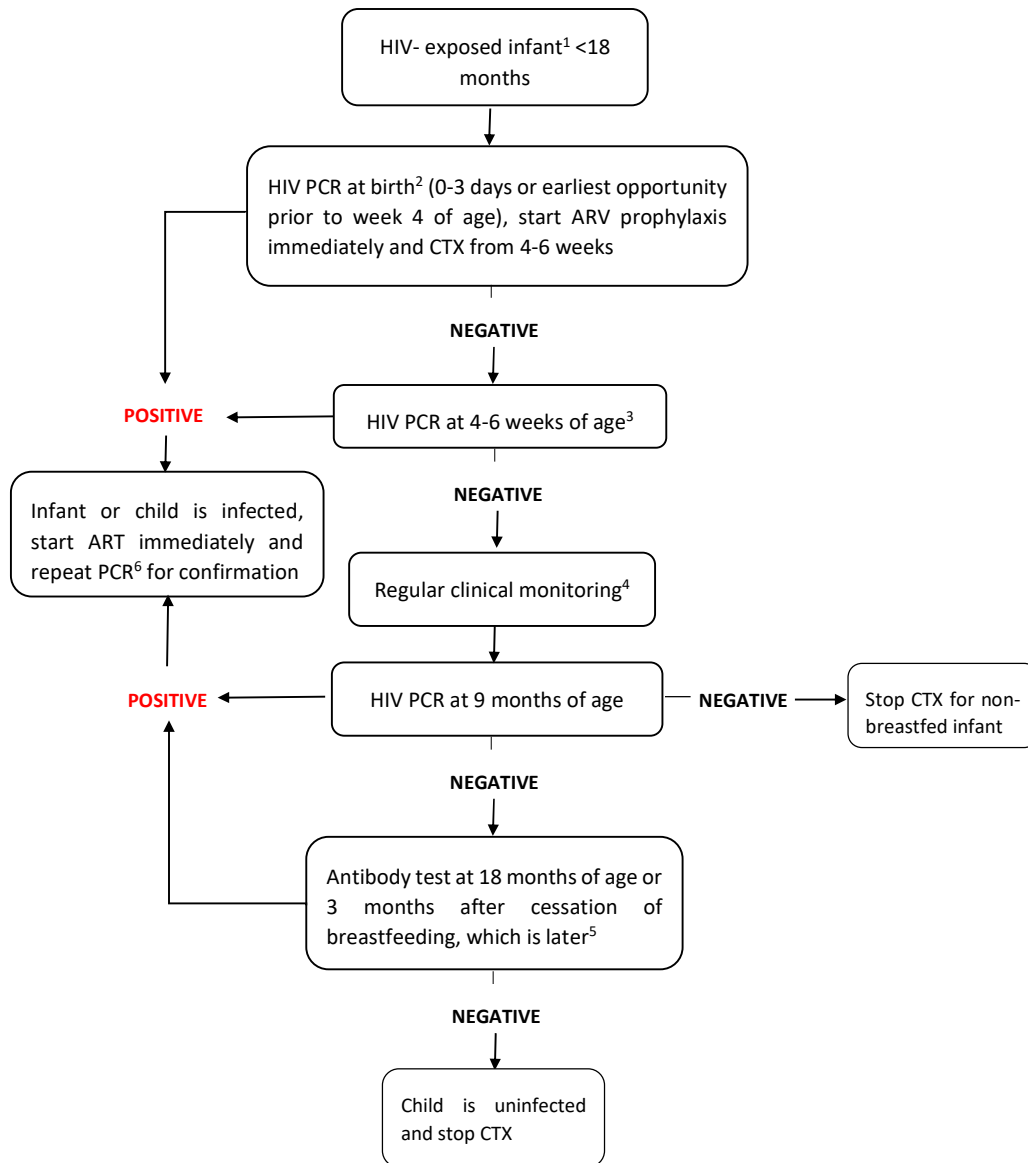 HIV- exposed infant¹ <18
months
HIV PCR at birth² (0-3 days or earliest opportunity
prior to week 4 of age), start ARV prophylaxis
immediately and CTX from 4-6 weeks
NEGATIVE
POSITIVE
HIV PCR at 4-6 weeks of age³
NEGATIVE
Infant or child is infected,
start ART immediately and
repeat PCR⁶ for confirmation
Regular clinical monitoring⁴
POSITIVE
HIV PCR at 9 months of age
NEGATIVE
Stop CTX for non-
breastfed infant
NEGATIVE
Antibody test at 18 months of age or
3 months after cessation of
breastfeeding, which is later⁵
NEGATIVE
Child is uninfected
and stop CTX